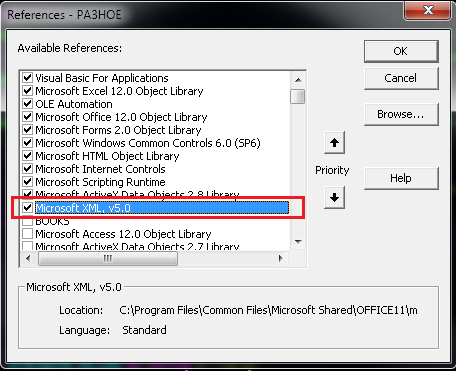 References - РАЗНОЕ
Available References:
Visual Basic For Applications
Microsoft Excel 12.0 Object Library
OLE Automation
Microsoft Office 12.0 Object Library
Microsoft Forms 2.0 Object Library
Microsoft Windows Common Controls 6.0 (SP6)
Microsoft HTML Object Library
Microsoft Internet Controls
Microsoft Scripting Runtime
Microsoft ActiveX Data Objects 2.8 Library
Microsoft XML, v5.0
BOOKS
Microsoft Access 12.0 Object Library
Microsoft ActiveX Data Objects 2.7 Library
OK
Cancel
Browse...
Priority
Help
Microsoft XML, v5.0
Location: C:\Program Files\Common Files\Microsoft Shared\OFFICE11\m
Language: Standard